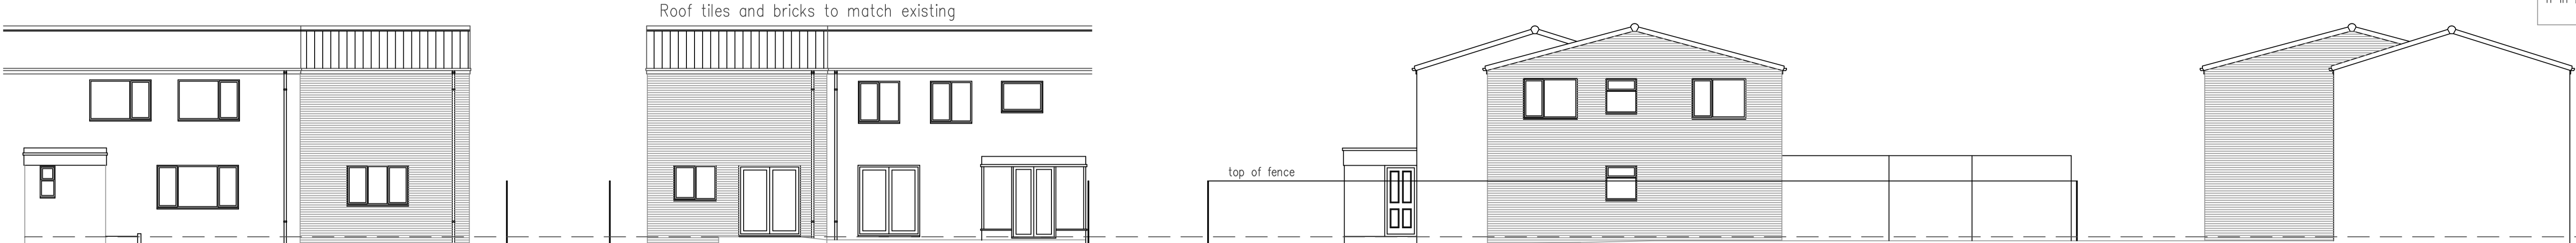 Roof tiles and bricks to match existing
top of fence